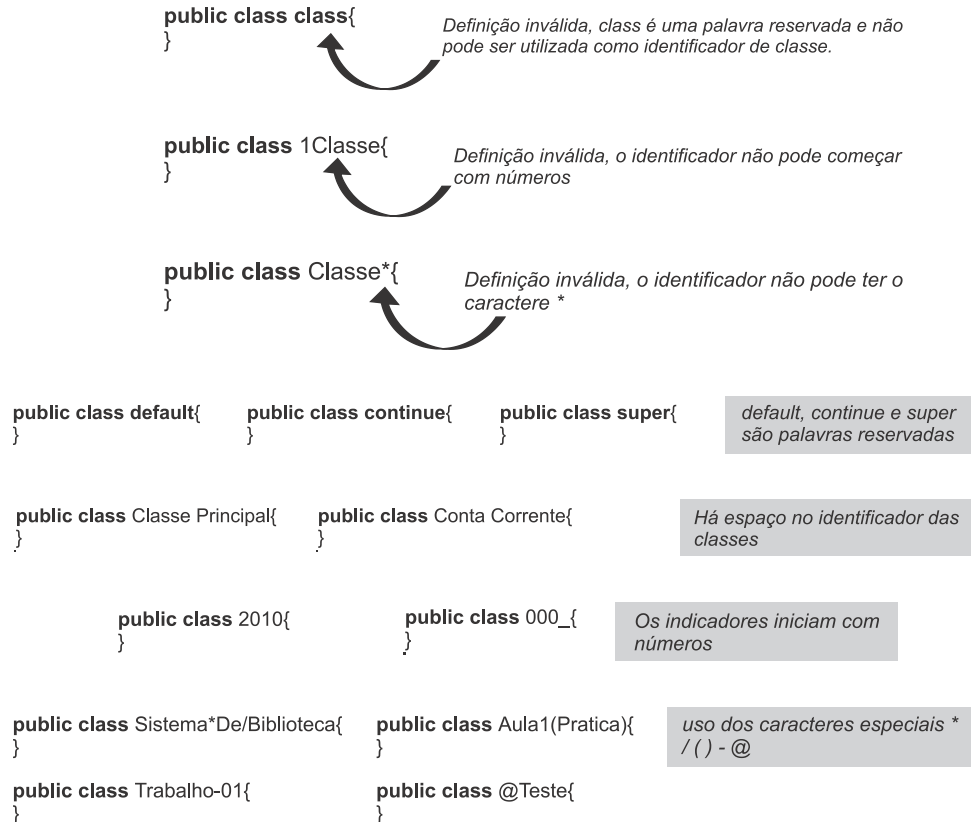 public class class{
}
Definição inválida, class é uma palavra reservada e não
pode ser utilizada como identificador de classe.
public class 1Classe{
}
Definição inválida, o identificador não pode começar
com números
public class Classe*{
}
Definição inválida, o identificador não pode ter o
caractere *
public class default{
}
public class continue{
}
public class super{
}
default, continue e super
são palavras reservadas
public class Classe Principal{
}
public class Conta Corrente{
}
Há espaço no identificador das
classes
public class 2010{
}
public class 000_{
}
Os indicadores iniciam com
números
public class Sistema*De/Biblioteca{
}
public class Aula1(Pratica){
}
uso dos caracteres especiais *
/ ( ) - @
public class Trabalho-01{
}
public class @Teste{
}